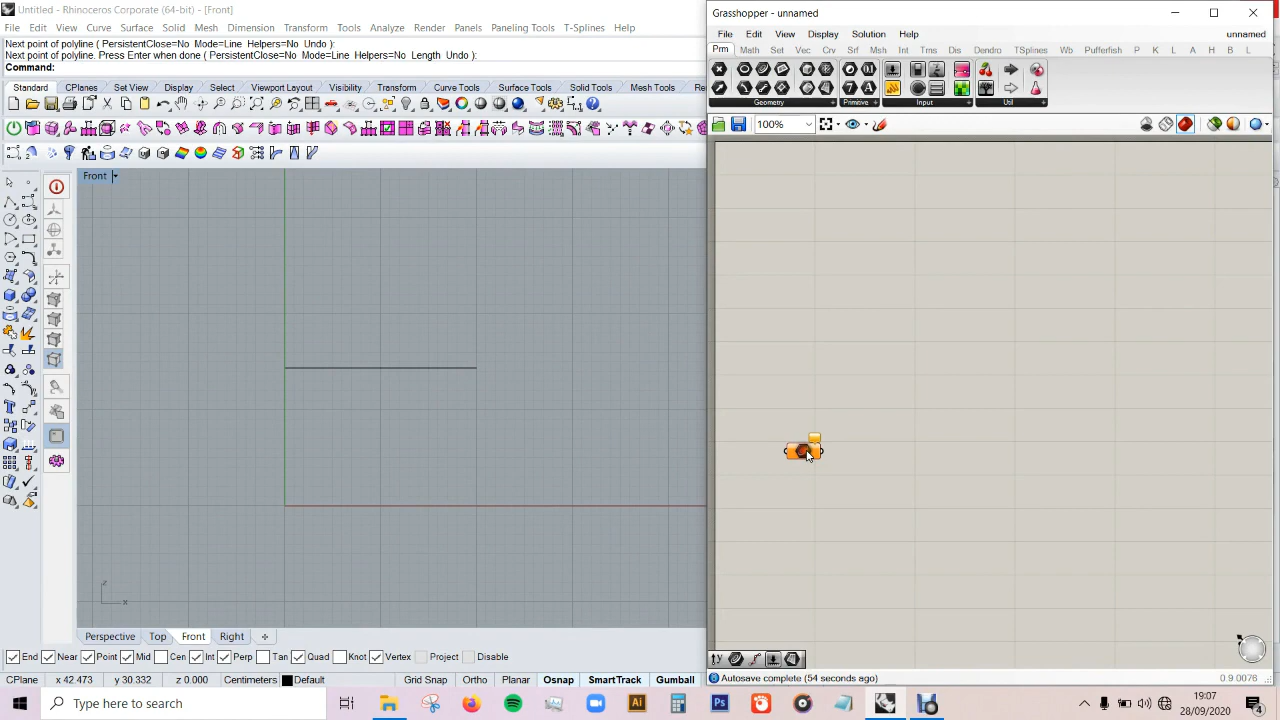 Untitled - Rhinoceros Corporate (64-bit) - [Front]
File Edit View Curve Surface Solid Mesh Dimension Transform Tools Analyze Render Panels Paneling Tools T-Splines Help
Next point of polyline ( PersistentClose=No Mode=Line Helpers=No Undo ):
Next point of polyline. Press Enter when done ( PersistentClose=No Mode=Line Helpers=No Length Undo ):
Command:
Standard CPlanes Set View Display Select Viewport Layout Visibility Transform Curve Tools Surface Tools Solid Tools Mesh Tools
Front
z
x
Perspective Top Front Right
End Near Point Mid Cen Int Perp Tan Quad Knot Vertex Project Disable
CPlane x 42.473 y 30.332 z 0.000 Centimeters Default Grid Snap Ortho Planar Osnap SmartTrack Gumball
Grasshopper - unnamed
File Edit View Display Solution Help unnamed
Prm Math Set Vec Crv Srf Msh Int Trns Dis Dendro TSplines Wb Pufferfish P K L A H B L
Geometry Primitive Input Util
100%
Autosave complete (54 seconds ago) 0.9.0076
Type here to search
Ai
Ps
19:07
28/09/2020
4